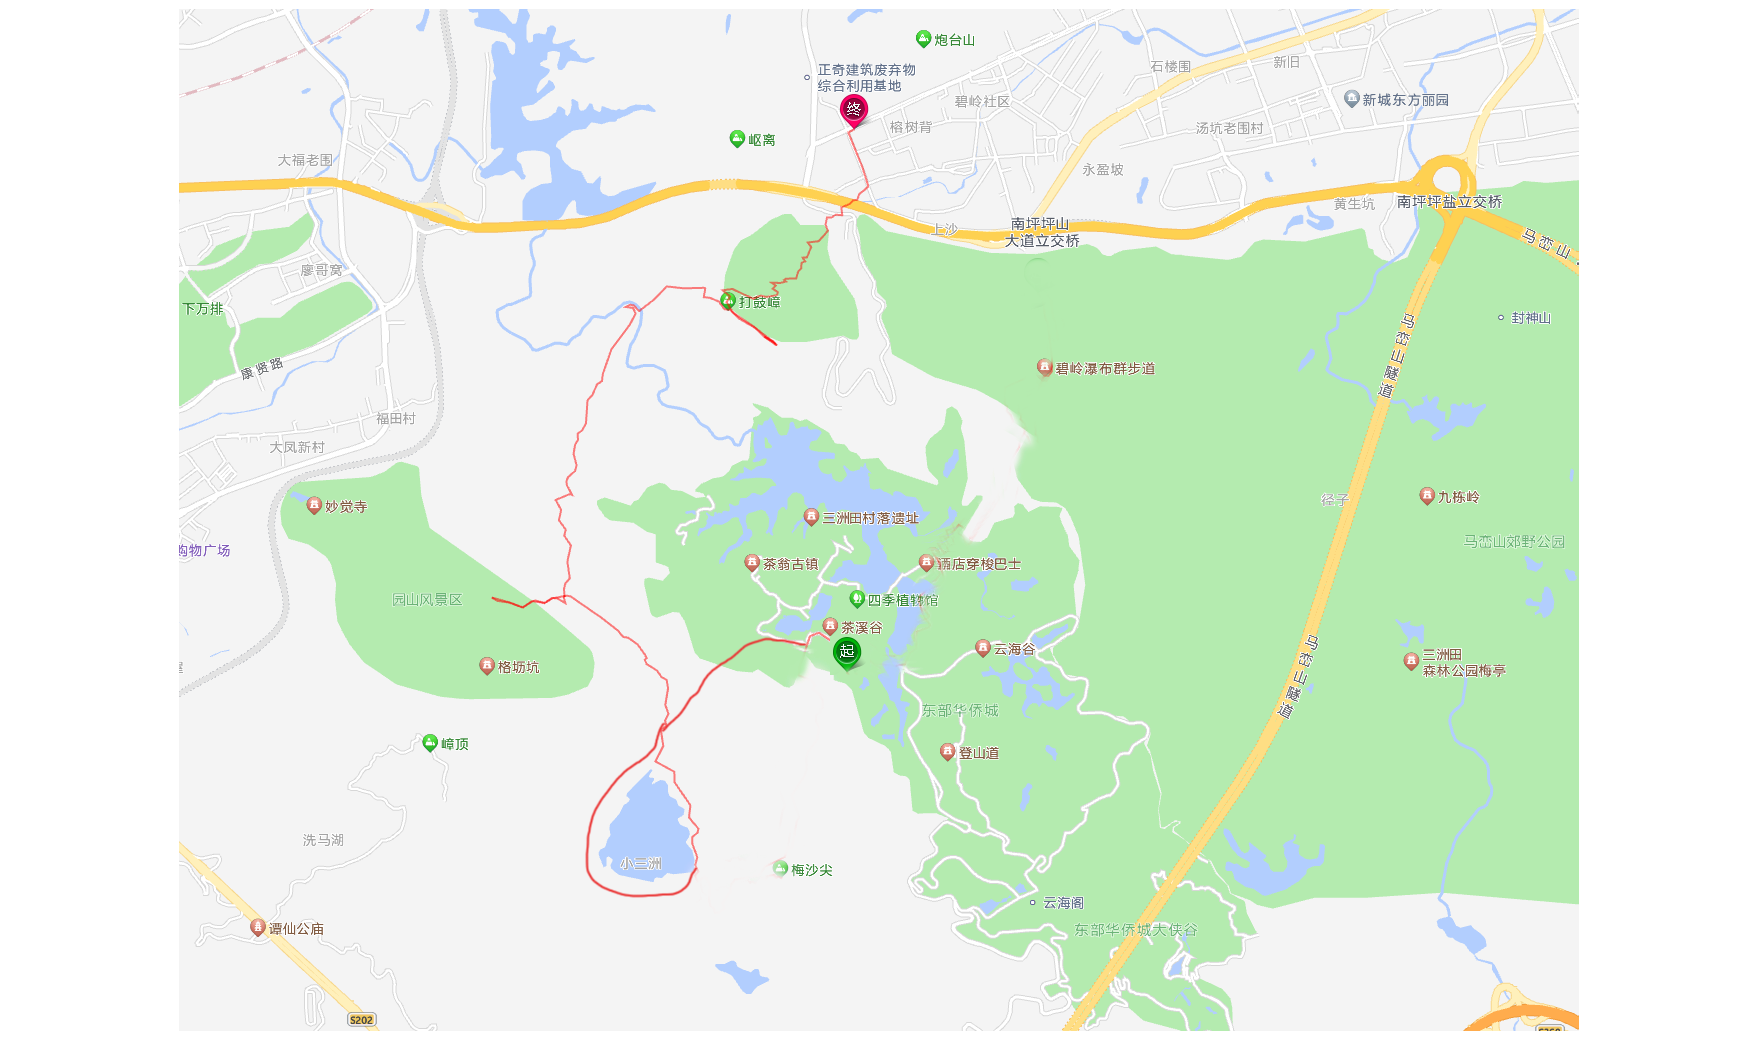 炮台山
正奇建筑废弃物
综合利用基地
石楼围
新旧
终
碧岭社区
新城东方丽园
岖离
榕树背
汤坑老围村
大福老围
永盈坡
南坪坪盐立交桥
黄生坑
南坪坪山
大道立交桥
上沙
马峦山
廖哥窝
打鼓嶂
下万排
封神山
马峦山隧道
康贤路
碧岭瀑布群步道
福田村
大凤新村
九栋岭
径子
妙觉寺
三洲田村落遗址
马峦山郊野公园
购物广场
茶翁古镇
酒店穿梭巴士
园山风景区
四季植物馆
茶溪谷
起
云海谷
三洲田
森林公园梅亭
格坜坑
马峦山隧道
东部华侨城
嶂顶
登山道
洗马湖
小三洲
梅沙尖
云海阁
谭仙公庙
东部华侨城大侠谷
S202